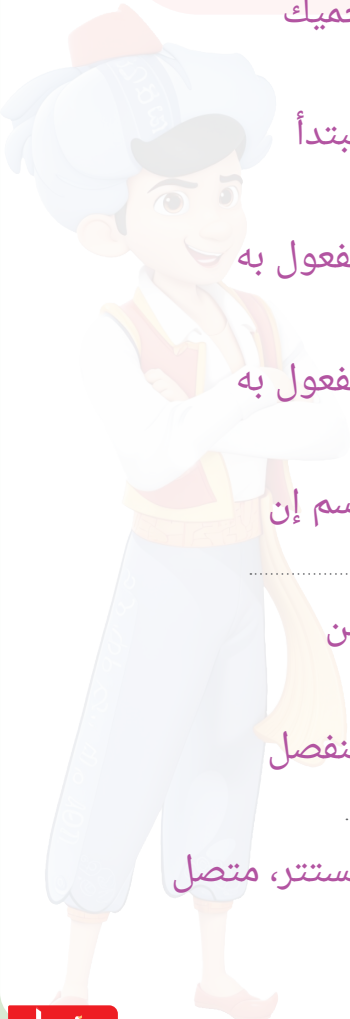 حميك
بتدأ
فعول به
فعول به
سم إن
ن
نفصل
ستتر، متصل